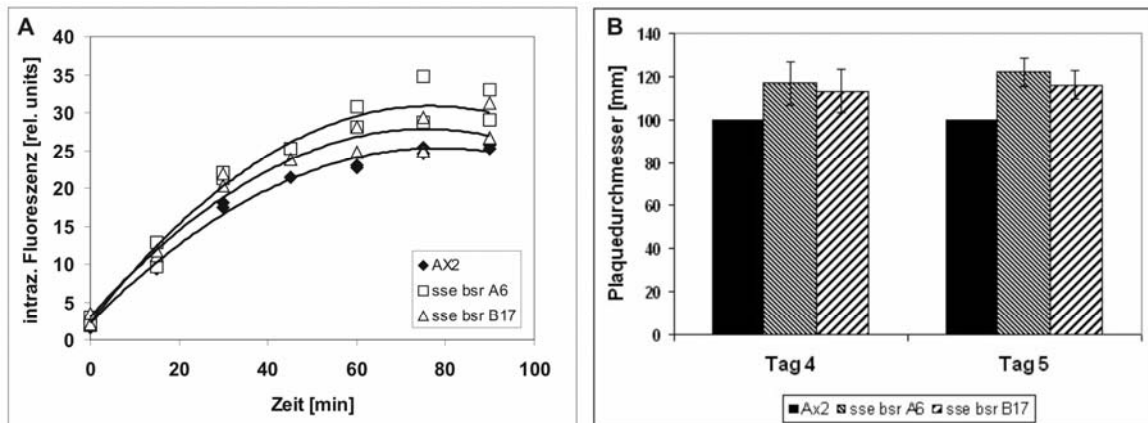 A
intraz. Fluoreszenz [rel. units]
40
35
30
25
20
15
10
5
0
0 20 40 60 80 100
Zeit [min]
AX2
sse bsr A6
sse bsr B17
B
Plaquedurchmesser [mm]
140
120
100
80
60
40
20
0
Tag 4 Tag 5
Ax2 sse bsr A6 sse bsr B17